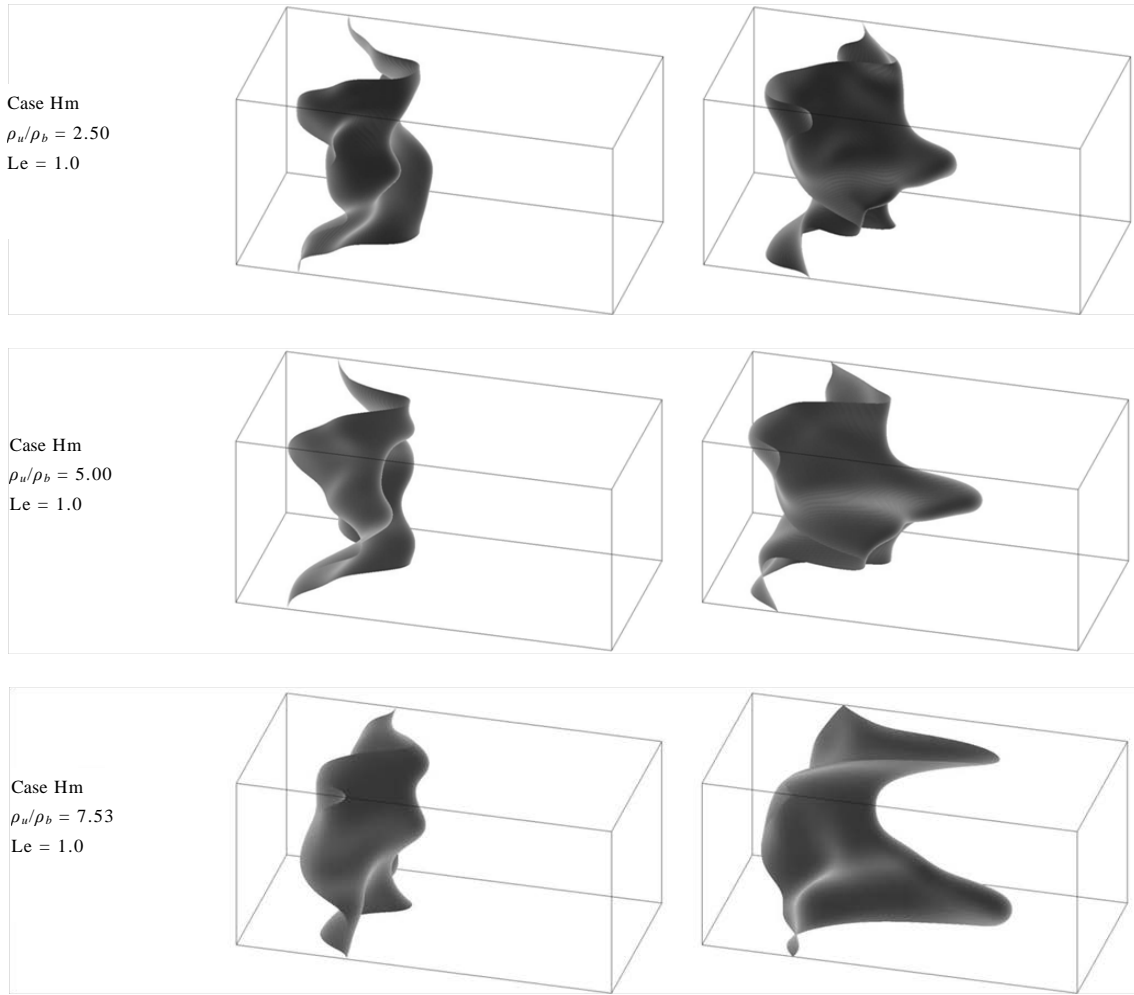 Case Hm
ρu/ρb = 2.50
Le = 1.0
Case Hm
ρu/ρb = 5.00
Le = 1.0
Case Hm
ρu/ρb = 7.53
Le = 1.0